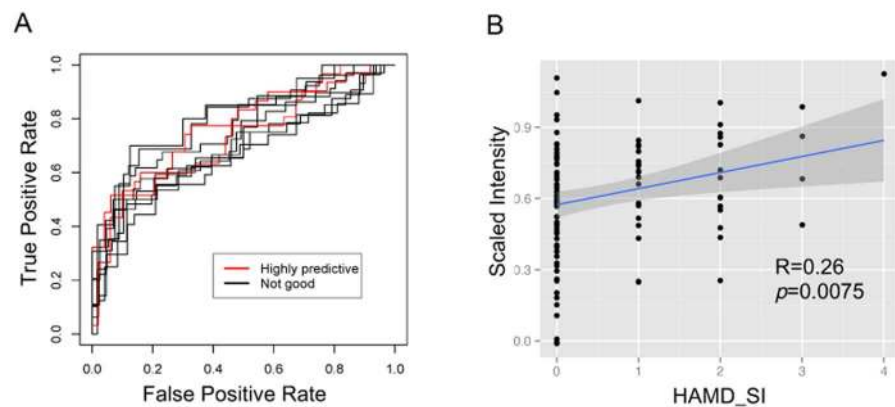 A
True Positive Rate
1.0
0.8
0.6
0.4
0.2
0.0
Highly predictive
Not good
0.0
0.2
0.4
0.6
0.8
1.0
False Positive Rate
B
Scaled Intensity
0.9
0.6
0.3
0.0
R=0.26
p=0.0075
0
1
2
3
4
HAMD_SI